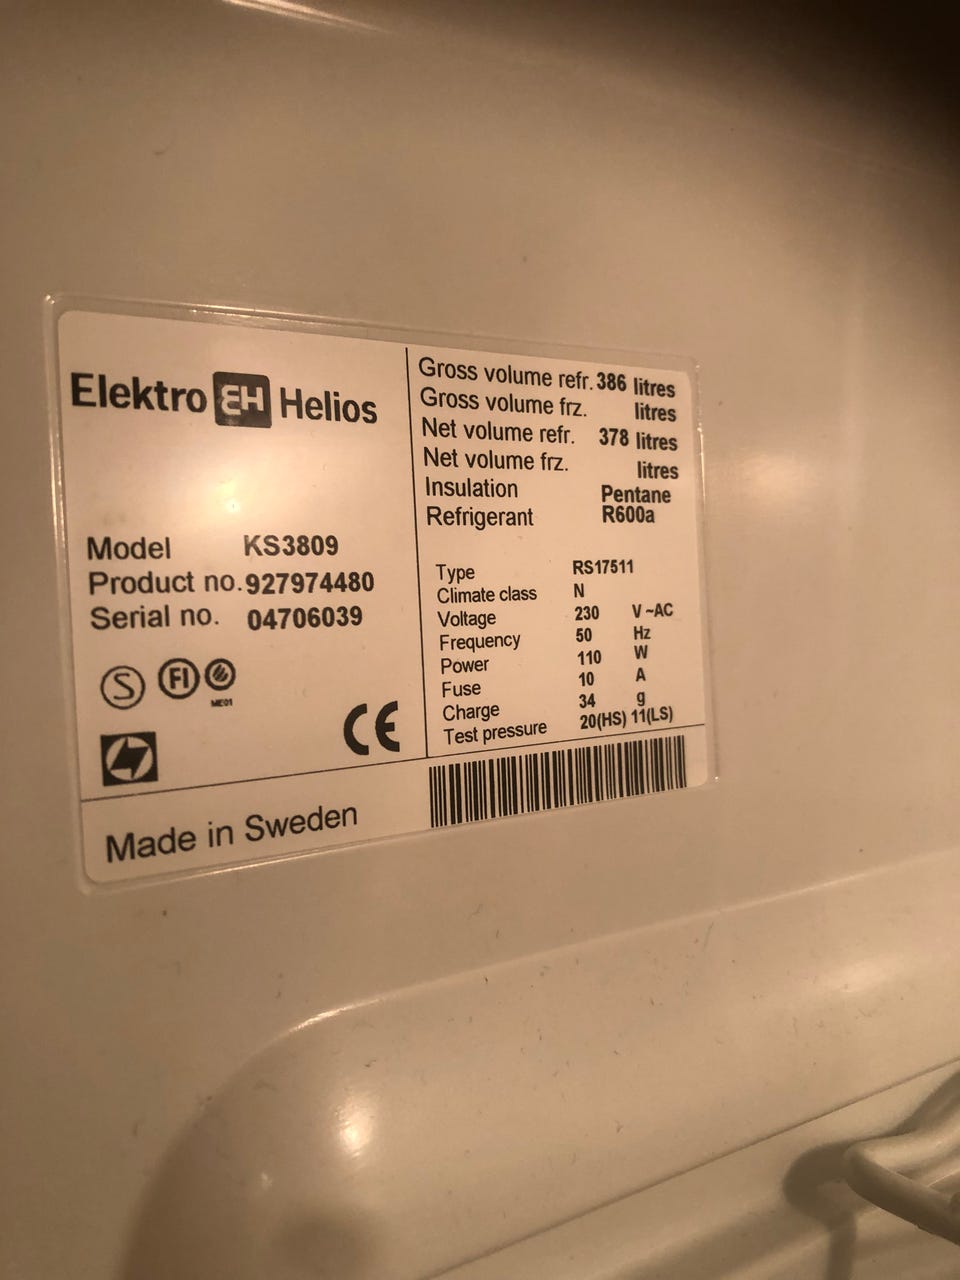 Elektro EH Helios
Model KS3809
Product no. 927974480
Serial no. 04706039
S FI
ME01
CE
Made in Sweden
Gross volume refr. 386 litres
Gross volume frz. litres
Net volume refr. 378 litres
Net volume frz. litres
Insulation Pentane
Refrigerant R600a
Type RS17511
Climate class N
Voltage 230 V ~AC
Frequency 50 Hz
Power 110 W
Fuse 10 A
Charge 34 g
Test pressure 20(HS) 11(LS)